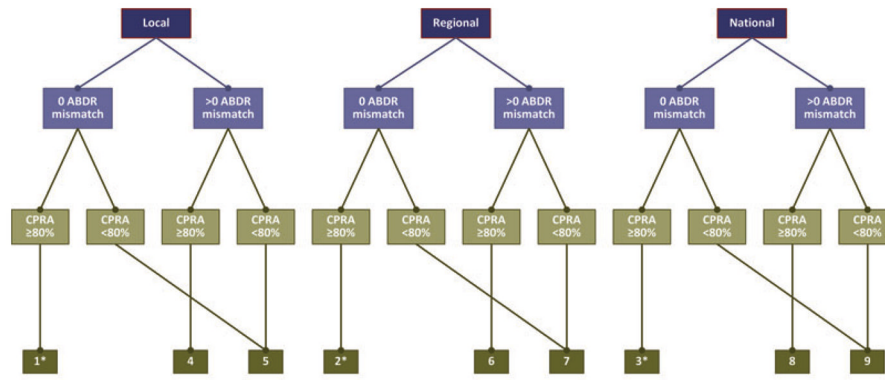 Local
Regional
National
0 ABDR
mismatch
>0 ABDR
mismatch
0 ABDR
mismatch
>0 ABDR
mismatch
0 ABDR
mismatch
>0 ABDR
mismatch
CPRA
≥80%
CPRA
<80%
CPRA
≥80%
CPRA
<80%
CPRA
≥80%
CPRA
<80%
CPRA
≥80%
CPRA
<80%
CPRA
≥80%
CPRA
<80%
CPRA
≥80%
CPRA
<80%
1*
4
5
2*
6
7
3*
8
9